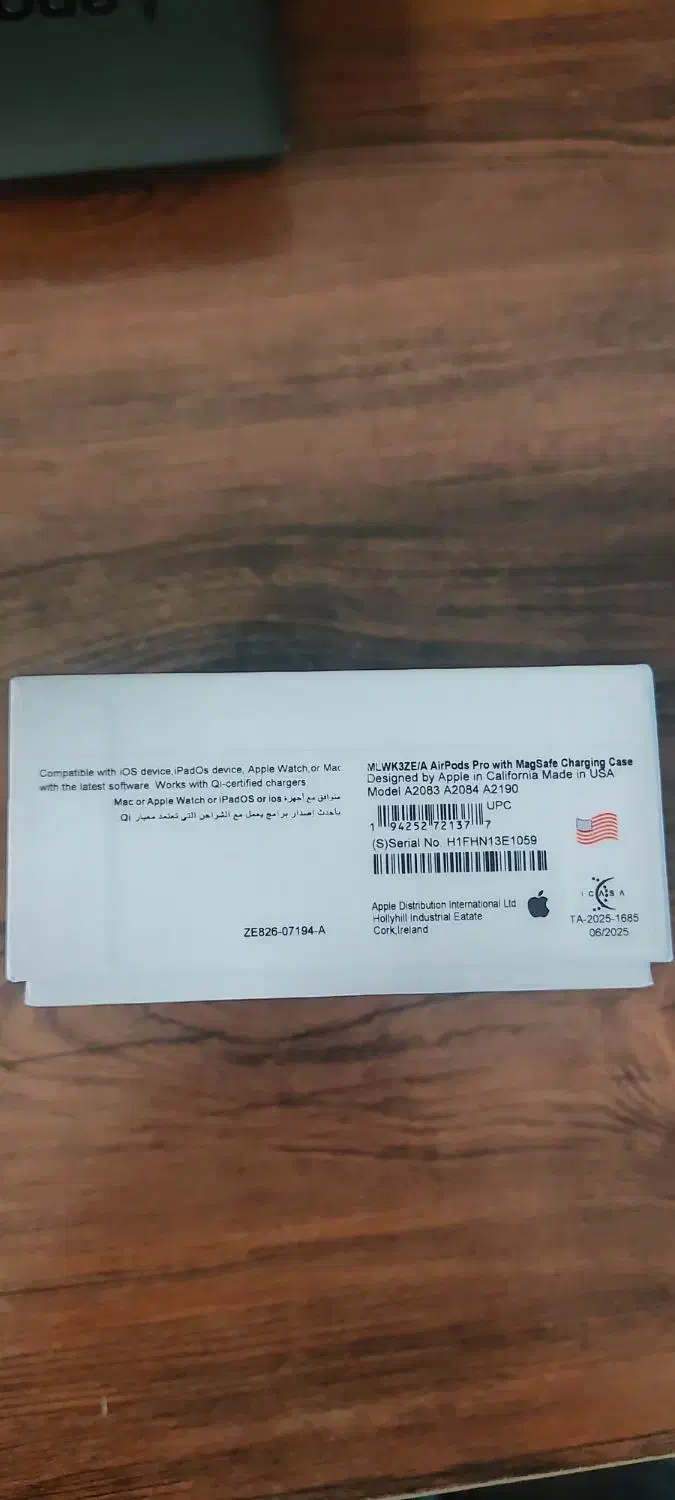 Compatible with iOS device,iPadOs device, Apple Watch,or Mac
with the latest software Works with Qi-certified chargers
متوافق مع أجهزة Mac or Apple Watch or iPadOS or ios
بأحدث إصدار برامج يعمل مع الشواحن التي تعتمد معيار Qi
ZE826-07194-A
MLWK3ZE/A AirPods Pro with MagSafe Charging Case
Designed by Apple in California Made in USA
Model A2083 A2084 A2190
UPC
1 94252 72137 7
(S)Serial No. H1FHN13E1059
Apple Distribution International Ltd
Hollyhill Industrial Eatate
Cork,Ireland
ICASA
TA-2025-1685
06/2025